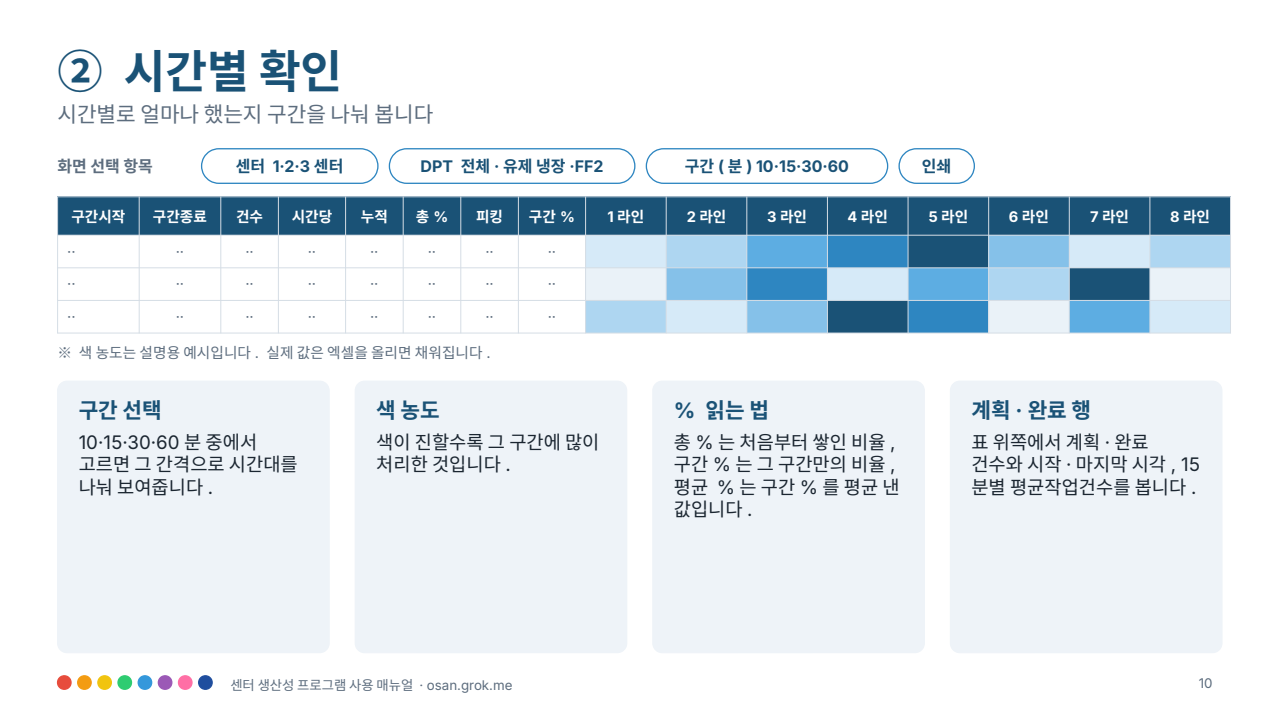 ② 시간별 확인
시간별로 얼마나 했는지 구간을 나눠 봅니다
화면 선택 항목 센터 1·2·3 센터 DPT 전체 · 유제 냉장 ·FF2 구간 ( 분 ) 10·15·30·60 인쇄
구간시작 구간종료 건수 시간당 누적 총 % 피킹 구간 % 1 라인 2 라인 3 라인 4 라인 5 라인 6 라인 7 라인 8 라인
·· ·· ·· ·· ·· ·· ·· ··
·· ·· ·· ·· ·· ·· ·· ··
·· ·· ·· ·· ·· ·· ·· ··
※ 색 농도는 설명용 예시입니다 . 실제 값은 엑셀을 올리면 채워집니다 .
구간 선택
10·15·30·60 분 중에서
고르면 그 간격으로 시간대를
나눠 보여줍니다 .
색 농도
색이 진할수록 그 구간에 많이
처리한 것입니다 .
% 읽는 법
총 % 는 처음부터 쌓인 비율 ,
구간 % 는 그 구간만의 비율 ,
평균 % 는 구간 % 를 평균 낸
값입니다 .
계획 · 완료 행
표 위쪽에서 계획 · 완료
건수와 시작 · 마지막 시각 , 15
분별 평균작업건수를 봅니다 .
센터 생산성 프로그램 사용 매뉴얼 · osan.grok.me
10